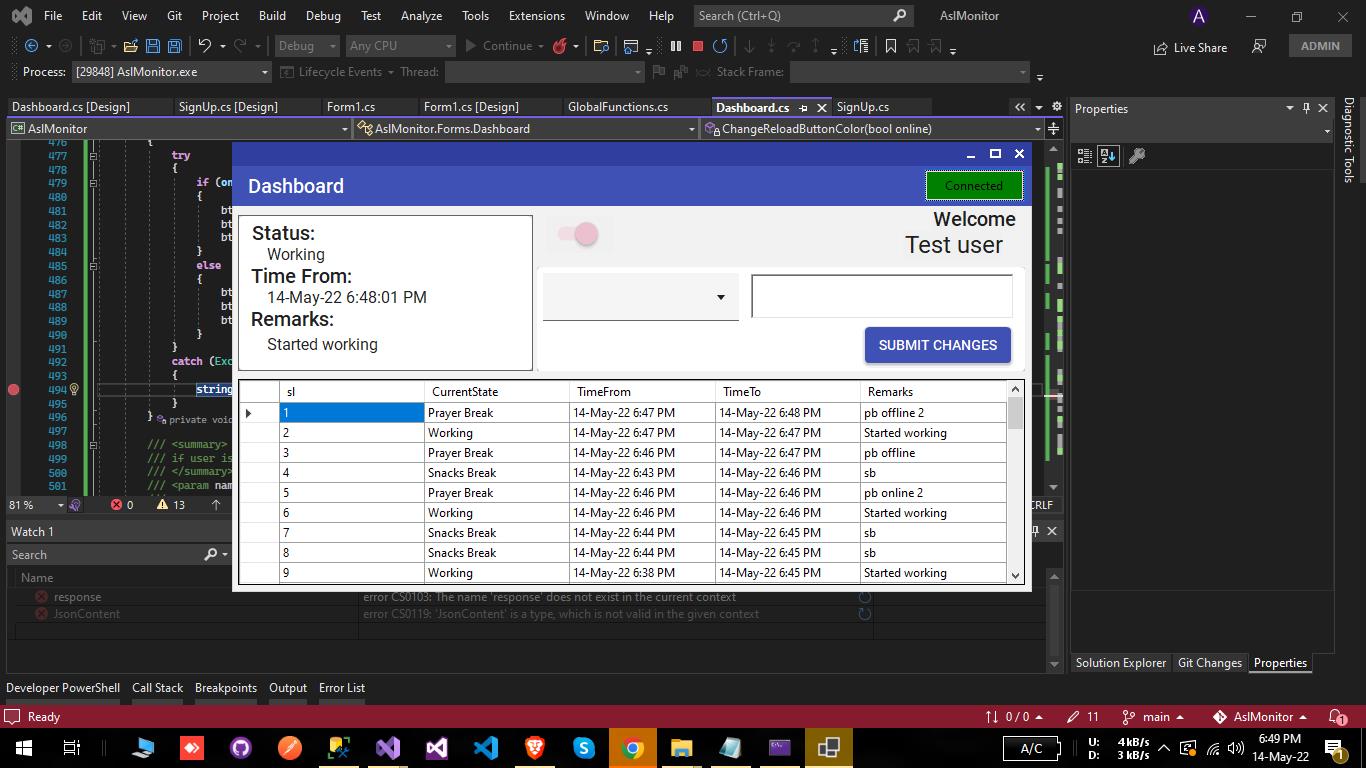 File Edit View Git Project Build Debug Test Analyze Tools Extensions Window Help Search (Ctrl+Q) AslMonitor A
Debug Any CPU Continue Live Share ADMIN
Process: [29848] AslMonitor.exe Lifecycle Events Thread: Stack Frame:
Dashboard.cs [Design] SignUp.cs [Design] Form1.cs Form1.cs [Design] GlobalFunctions.cs Dashboard.cs SignUp.cs
Properties
Diagnostic Tools
C# AslMonitor AslMonitor.Forms.Dashboard ChangeReloadButtonColor(bool online)
476 {
477 try
478 {
479 if (on
480 {
481 bt
482 bt
483 bt
484 }
485 else
486 {
487 bt
488 bt
489 bt
490 }
491 }
492 catch (Exc
493 {
494 string
495 }
496 } private void
497
498 /// <summary>
499 /// if user is
500 /// </summary>
501 /// <param nam
81 % 0 13 CRLF
Dashboard Connected
Welcome
Test user
Status:
Working
Time From:
14-May-22 6:48:01 PM
Remarks:
Started working
SUBMIT CHANGES
sl CurrentState TimeFrom TimeTo Remarks
1 Prayer Break 14-May-22 6:47 PM 14-May-22 6:48 PM pb offline 2
2 Working 14-May-22 6:47 PM 14-May-22 6:47 PM Started working
3 Prayer Break 14-May-22 6:46 PM 14-May-22 6:47 PM pb offline
4 Snacks Break 14-May-22 6:43 PM 14-May-22 6:46 PM sb
5 Prayer Break 14-May-22 6:46 PM 14-May-22 6:46 PM pb online 2
6 Working 14-May-22 6:46 PM 14-May-22 6:46 PM Started working
7 Snacks Break 14-May-22 6:44 PM 14-May-22 6:45 PM sb
8 Snacks Break 14-May-22 6:44 PM 14-May-22 6:45 PM sb
9 Working 14-May-22 6:38 PM 14-May-22 6:45 PM Started working
Watch 1
Search
Name
response error CS0103: The name 'response' does not exist in the current context
JsonContent error CS0119: 'JsonContent' is a type, which is not valid in the given context
Solution Explorer Git Changes Properties
Developer PowerShell Call Stack Breakpoints Output Error List
Ready 0 / 0 11 main AslMonitor 1
A/C U: 4 kB/s
D: 3 kB/s
6:49 PM
14-May-22
1